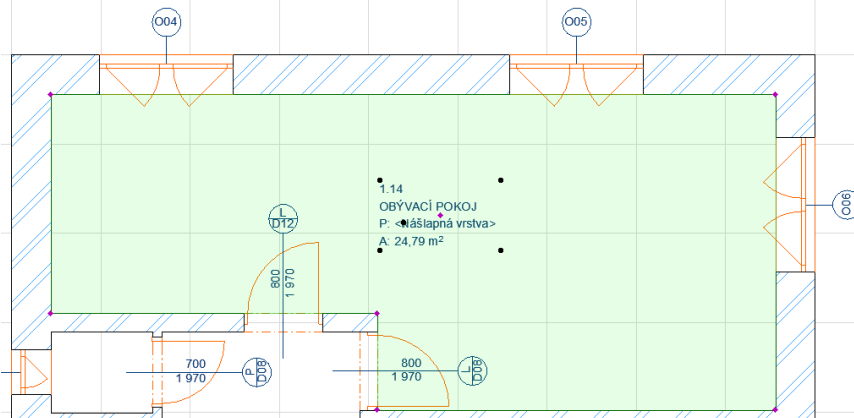 O04
O05
1.14
OBÝVACÍ POKOJ
P: <Nášlapná vrstva>
A: 24,79 m²
O06
L
D12
800
1 970
700
1 970
P
D08
800
1 970
L
D08